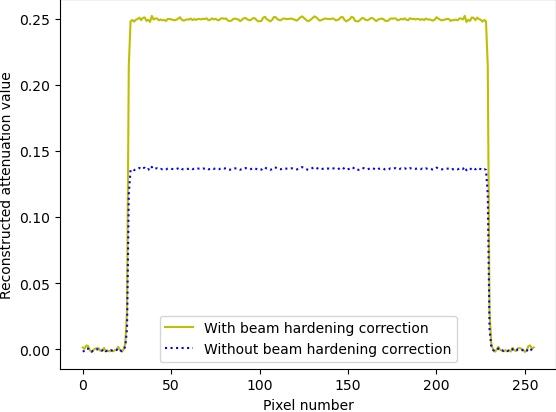 Reconstructed attenuation value
0.25
0.20
0.15
0.10
0.05
0.00
With beam hardening correction
Without beam hardening correction
0 50 100 150 200 250
Pixel number